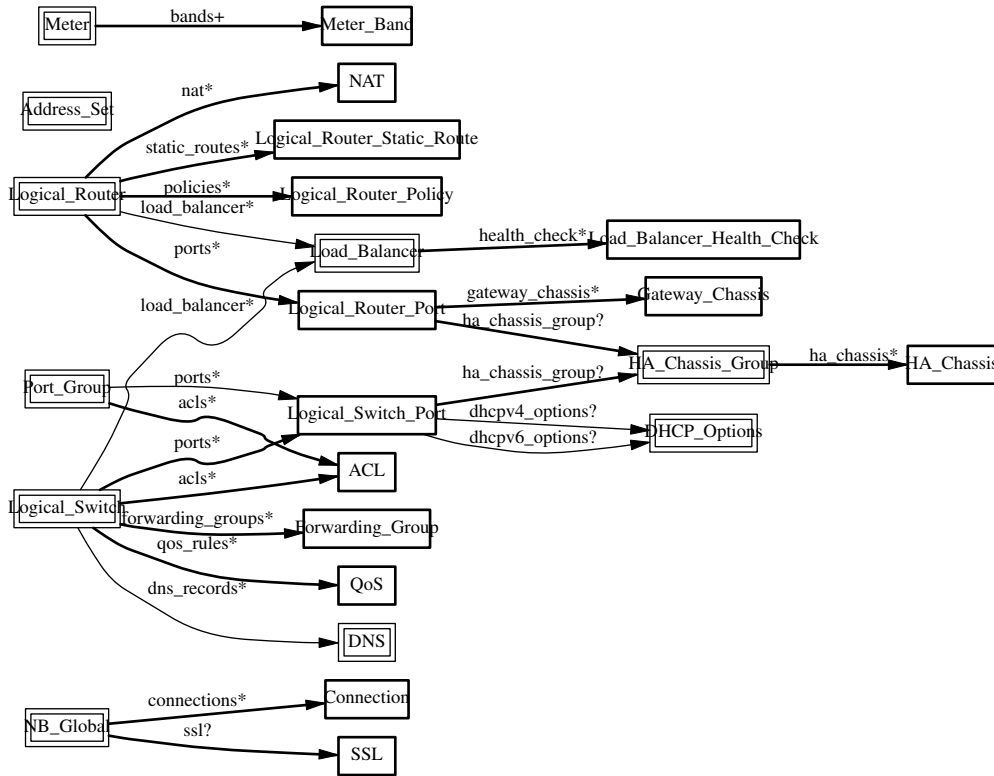 Meter
bands+
Meter_Band
nat*
NAT
Address_Set
static_routes*
Logical_Router_Static_Route
Logical_Router
policies*
Logical_Router_Policy
load_balancer*
Load_Balancer
health_check*
Load_Balancer_Health_Check
ports*
load_balancer*
Logical_Router_Port
gateway_chassis*
Gateway_Chassis
ha_chassis_group?
HA_Chassis_Group
ha_chassis*
HA_Chassis
Port_Group
ports*
acls*
Logical_Switch_Port
ha_chassis_group?
dhcpv4_options?
dhcpv6_options?
DHCP_Options
ports*
acls*
ACL
Logical_Switch
forwarding_groups*
Forwarding_Group
qos_rules*
QoS
dns_records*
DNS
connections*
Connection
NB_Global
ssl?
SSL